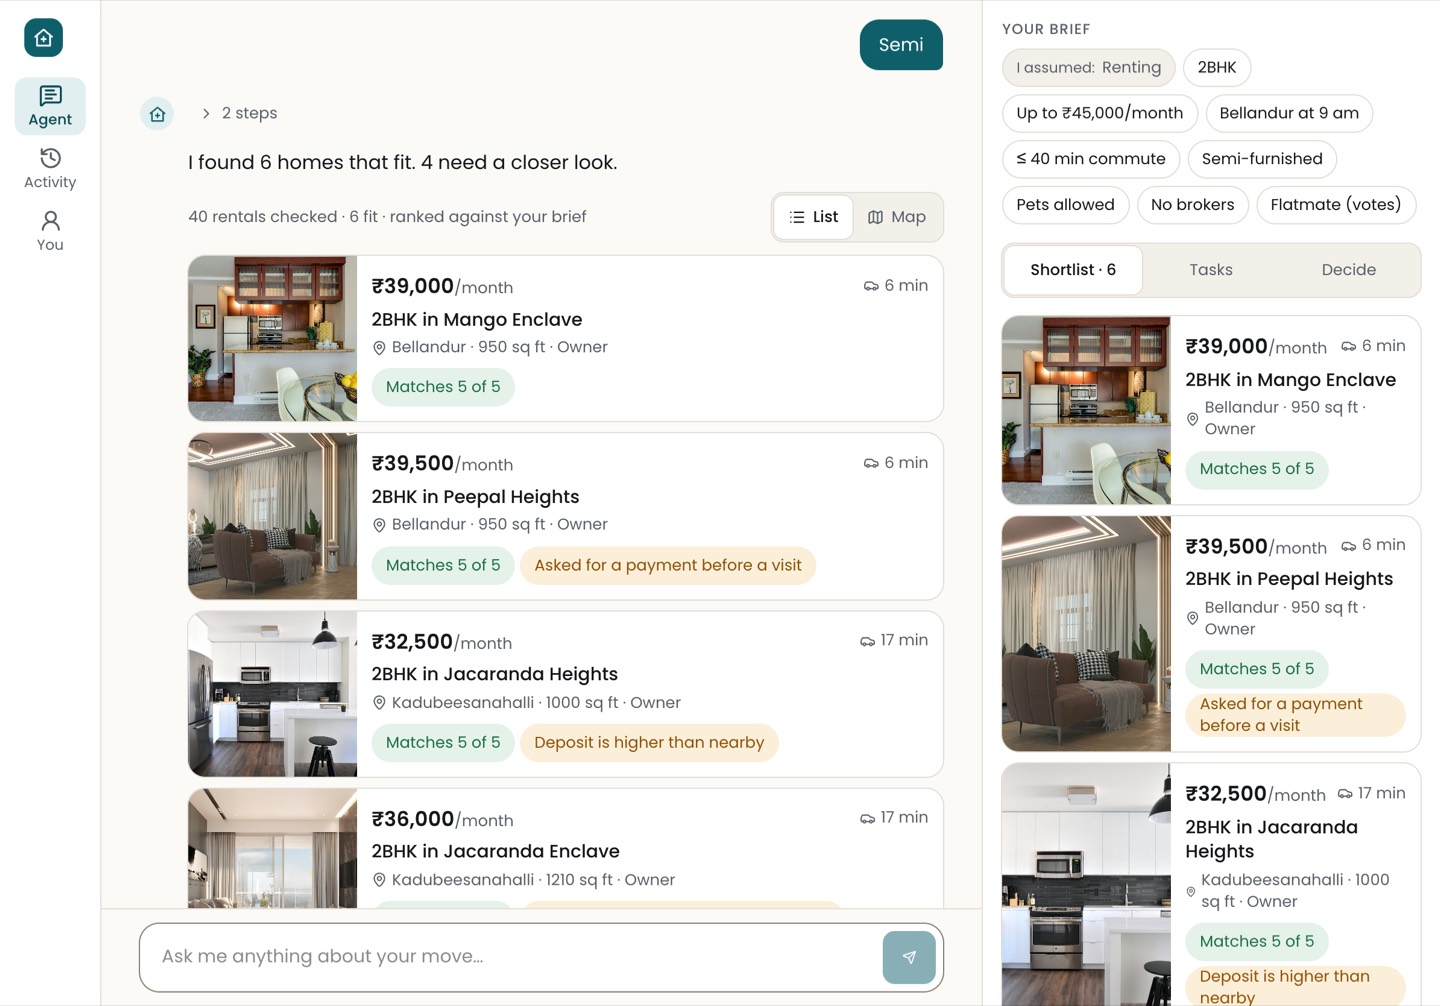 Agent
Activity
You
Semi
2 steps
I found 6 homes that fit. 4 need a closer look.
40 rentals checked · 6 fit · ranked against your brief
List
Map
₹39,000/month
6 min
2BHK in Mango Enclave
Bellandur · 950 sq ft · Owner
Matches 5 of 5
₹39,500/month
6 min
2BHK in Peepal Heights
Bellandur · 950 sq ft · Owner
Matches 5 of 5
Asked for a payment before a visit
₹32,500/month
17 min
2BHK in Jacaranda Heights
Kadubeesanahalli · 1000 sq ft · Owner
Matches 5 of 5
Deposit is higher than nearby
₹36,000/month
17 min
2BHK in Jacaranda Enclave
Kadubeesanahalli · 1210 sq ft · Owner
Ask me anything about your move...
YOUR BRIEF
I assumed: Renting
2BHK
Up to ₹45,000/month
Bellandur at 9 am
≤ 40 min commute
Semi-furnished
Pets allowed
No brokers
Flatmate (votes)
Shortlist · 6
Tasks
Decide
₹39,000/month
6 min
2BHK in Mango Enclave
Bellandur · 950 sq ft ·
Owner
Matches 5 of 5
₹39,500/month
6 min
2BHK in Peepal Heights
Bellandur · 950 sq ft ·
Owner
Matches 5 of 5
Asked for a payment
before a visit
₹32,500/month
17 min
2BHK in Jacaranda
Heights
Kadubeesanahalli · 1000
sq ft · Owner
Matches 5 of 5
Deposit is higher than
nearby